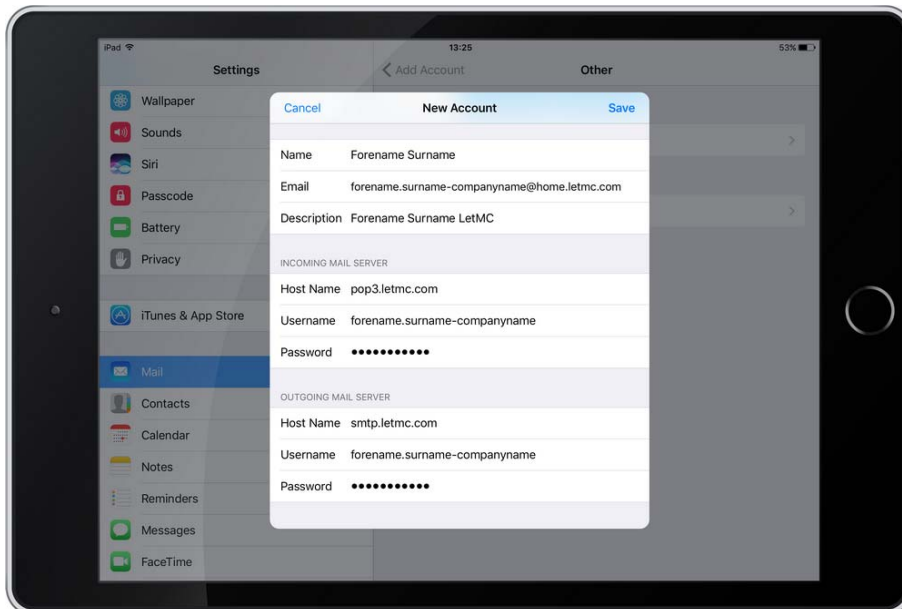 iPad 13:25 53%
Settings
Add Account Other
Wallpaper
Sounds
Siri
Passcode
Battery
Privacy
iTunes & App Store
Mail
Contacts
Calendar
Notes
Reminders
Messages
FaceTime
Cancel New Account Save
Name Forename Surname
Email forename.surname-companyname@home.letmc.com
Description Forename Surname LetMC
INCOMING MAIL SERVER
Host Name pop3.letmc.com
Username forename.surname-companyname
Password •••••••••••
OUTGOING MAIL SERVER
Host Name smtp.letmc.com
Username forename.surname-companyname
Password •••••••••••